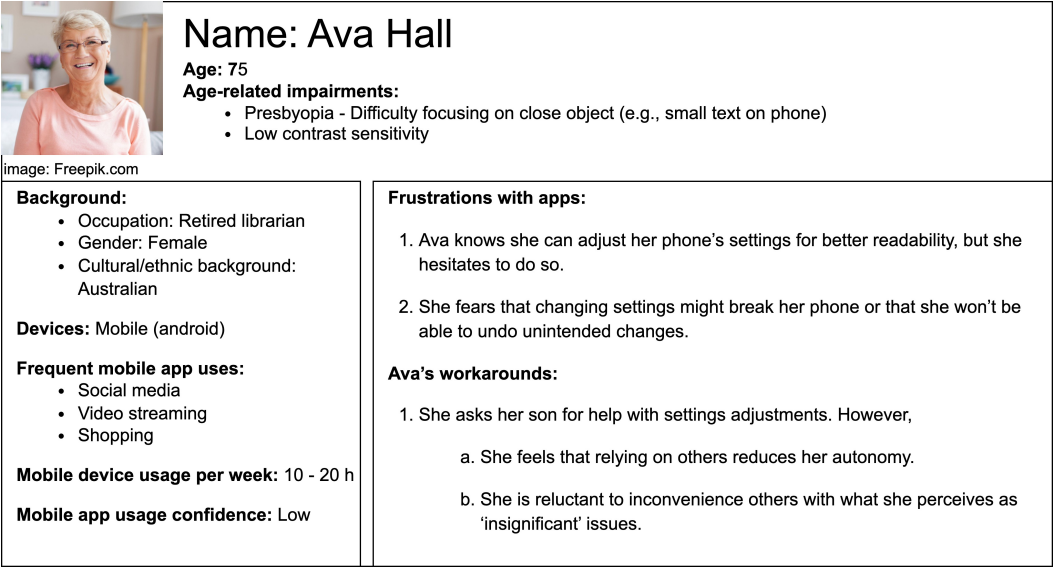 Name: Ava Hall
Age: 75
Age-related impairments:
• Presbyopia - Difficulty focusing on close object (e.g., small text on phone)
• Low contrast sensitivity
image: Freepik.com
Background:
• Occupation: Retired librarian
• Gender: Female
• Cultural/ethnic background:
Australian
Devices: Mobile (android)
Frequent mobile app uses:
• Social media
• Video streaming
• Shopping
Mobile device usage per week: 10 - 20 h
Mobile app usage confidence: Low
Frustrations with apps:
1. Ava knows she can adjust her phone’s settings for better readability, but she
hesitates to do so.
2. She fears that changing settings might break her phone or that she won’t be
able to undo unintended changes.
Ava’s workarounds:
1. She asks her son for help with settings adjustments. However,
a. She feels that relying on others reduces her autonomy.
b. She is reluctant to inconvenience others with what she perceives as
‘insignificant’ issues.